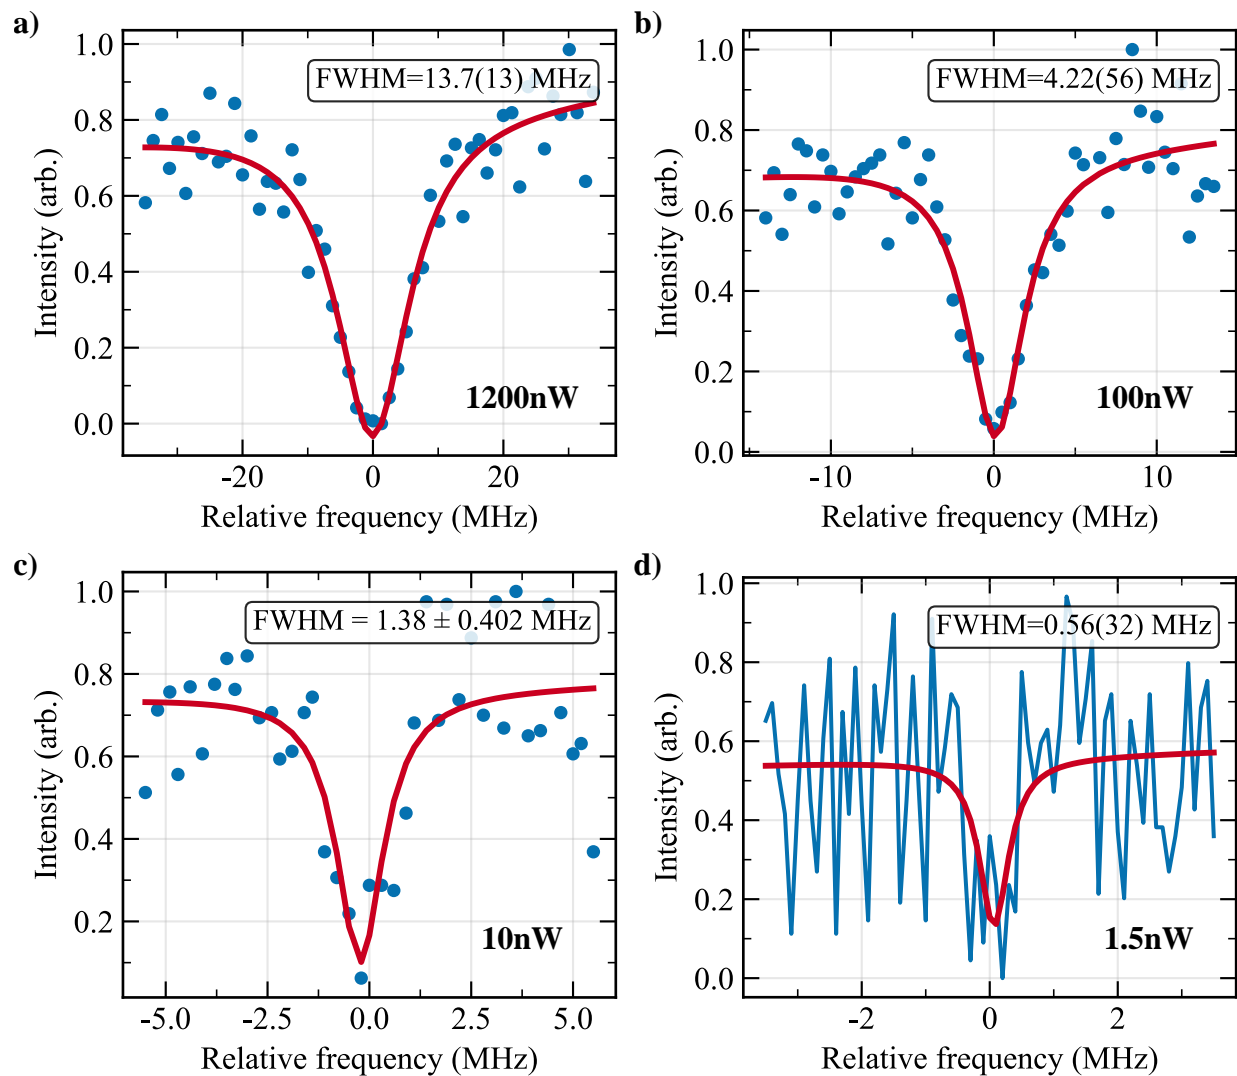 a)
FWHM=13.7(13) MHz
1.0
0.8
0.6
0.4
0.2
0.0
Intensity (arb.)
1200nW
-20
0
20
Relative frequency (MHz)
b)
FWHM=4.22(56) MHz
1.0
0.8
0.6
0.4
0.2
0.0
Intensity (arb.)
100nW
-10
0
10
Relative frequency (MHz)
c)
FWHM = 1.38 ± 0.402 MHz
1.0
0.8
0.6
0.4
0.2
Intensity (arb.)
10nW
-5.0
-2.5
0.0
2.5
5.0
Relative frequency (MHz)
d)
FWHM=0.56(32) MHz
1.0
0.8
0.6
0.4
0.2
0.0
Intensity (arb.)
1.5nW
-2
0
2
Relative frequency (MHz)